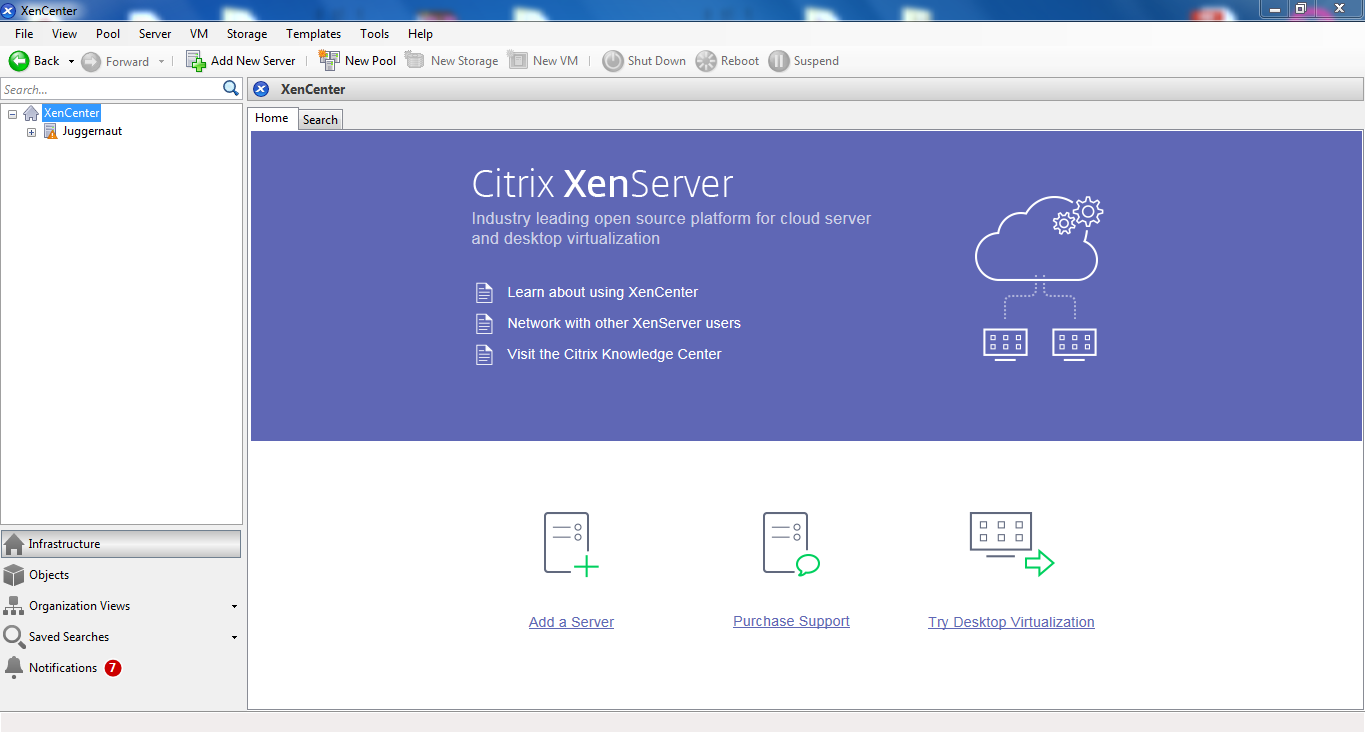 XenCenter
File View Pool Server VM Storage Templates Tools Help
Back Forward Add New Server New Pool New Storage New VM Shut Down Reboot Suspend
Search...
XenCenter
XenCenter
Juggernaut
Home Search
Citrix XenServer
Industry leading open source platform for cloud server
and desktop virtualization
Learn about using XenCenter
Network with other XenServer users
Visit the Citrix Knowledge Center
Add a Server
Purchase Support
Try Desktop Virtualization
Infrastructure
Objects
Organization Views
Saved Searches
Notifications 7